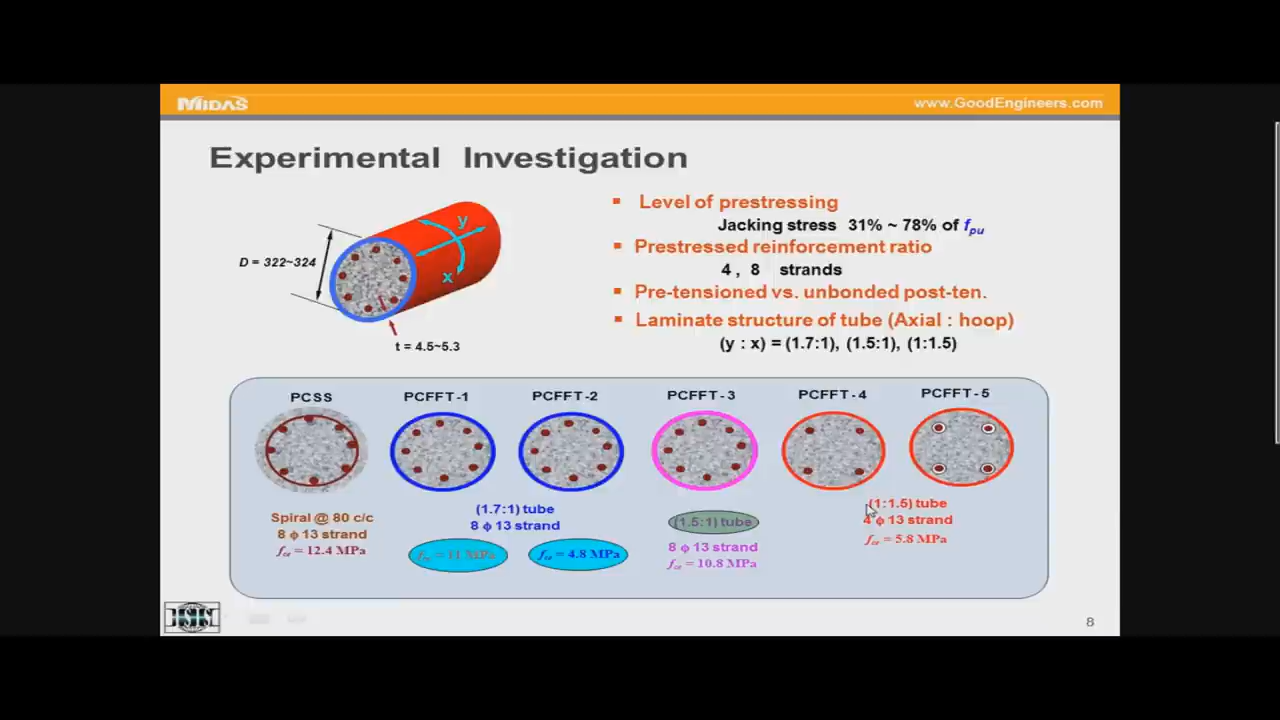 MIDAS
www.GoodEngineers.com
Experimental Investigation
Level of prestressing
Jacking stress 31% ~ 78% of fpu
Prestressed reinforcement ratio
4 , 8 strands
Pre-tensioned vs. unbonded post-ten.
Laminate structure of tube (Axial : hoop)
(y : x) = (1.7:1), (1.5:1), (1:1.5)
y
x
D = 322~324
t = 4.5~5.3
PCSS
PCFFT-1
PCFFT-2
PCFFT-3
PCFFT-4
PCFFT-5
Spiral @ 80 c/c
8 ϕ 13 strand
fce = 12.4 MPa
(1.7:1) tube
8 ϕ 13 strand
fce = 11 MPa
fce = 4.8 MPa
(1.5:1) tube
8 ϕ 13 strand
fce = 10.8 MPa
(1:1.5) tube
4 ϕ 13 strand
fce = 5.8 MPa
ISIS
8